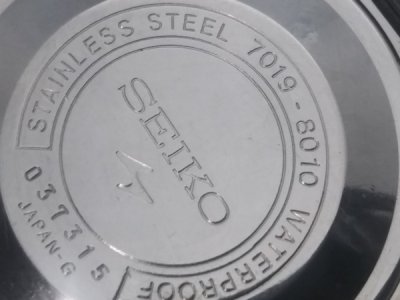 STAINLESS STEEL 7019-8010 WATERPROOF
SEIKO
037315
JAPAN-G